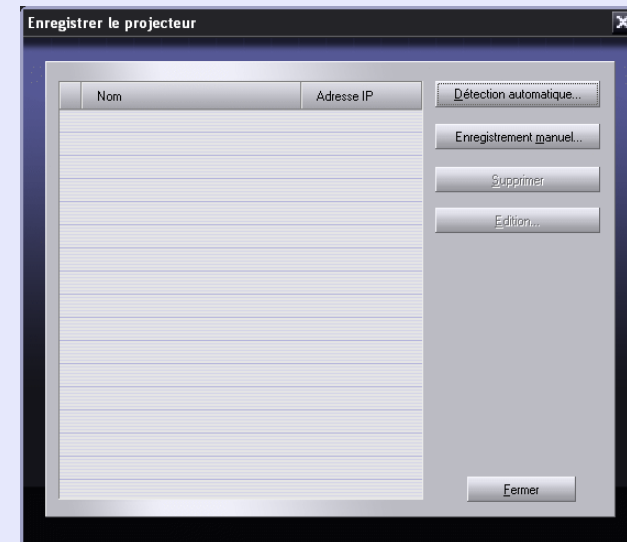 Enregistrer le projecteur
Nom Adresse IP
Détection automatique...
Enregistrement manuel...
Supprimer
Edition...
Fermer